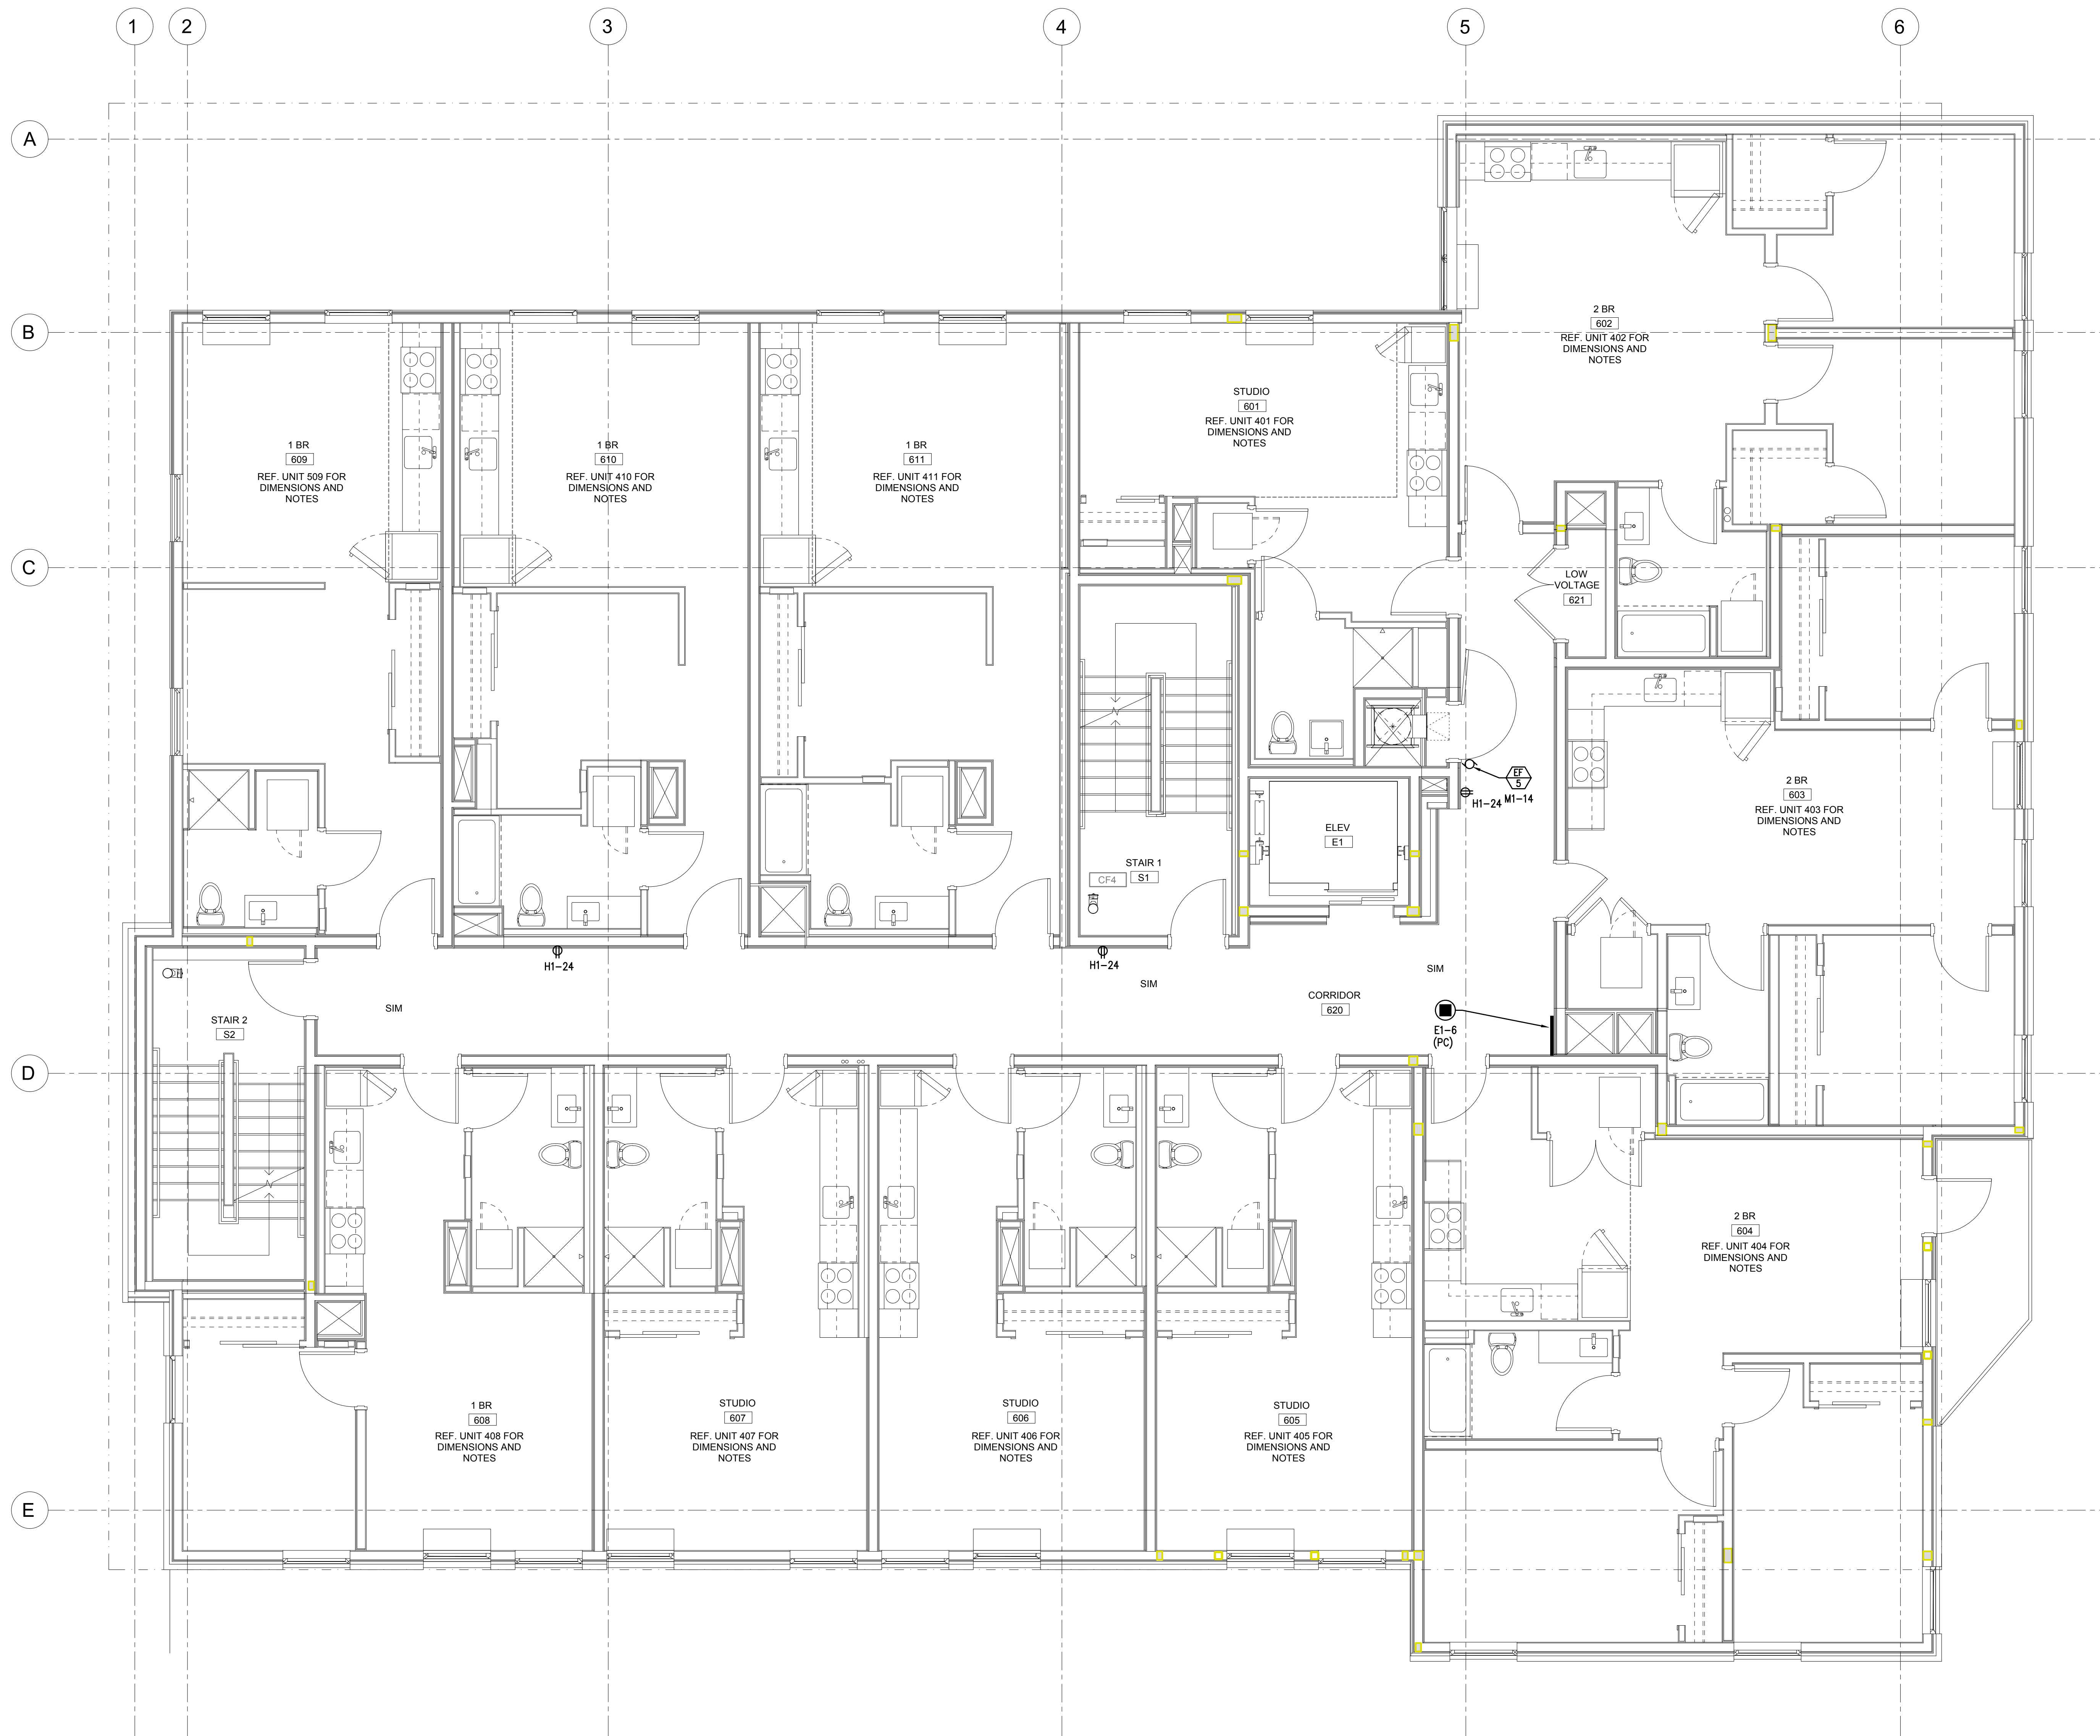 1
2
3
4
5
6
A
B
C
D
E
2 BR
602
REF. UNIT 402 FOR
DIMENSIONS AND
NOTES
STUDIO
601
REF. UNIT 401 FOR
DIMENSIONS AND
NOTES
1 BR
609
REF. UNIT 509 FOR
DIMENSIONS AND
NOTES
1 BR
610
REF. UNIT 410 FOR
DIMENSIONS AND
NOTES
1 BR
611
REF. UNIT 411 FOR
DIMENSIONS AND
NOTES
LOW
VOLTAGE
621
EF
5
H1-24
M1-14
2 BR
603
REF. UNIT 403 FOR
DIMENSIONS AND
NOTES
ELEV
E1
STAIR 1
CF4
S1
H1-24
H1-24
SIM
SIM
SIM
CORRIDOR
620
E1-6
(PC)
STAIR 2
S2
2 BR
604
REF. UNIT 404 FOR
DIMENSIONS AND
NOTES
1 BR
608
REF. UNIT 408 FOR
DIMENSIONS AND
NOTES
STUDIO
607
REF. UNIT 407 FOR
DIMENSIONS AND
NOTES
STUDIO
606
REF. UNIT 406 FOR
DIMENSIONS AND
NOTES
STUDIO
605
REF. UNIT 405 FOR
DIMENSIONS AND
NOTES